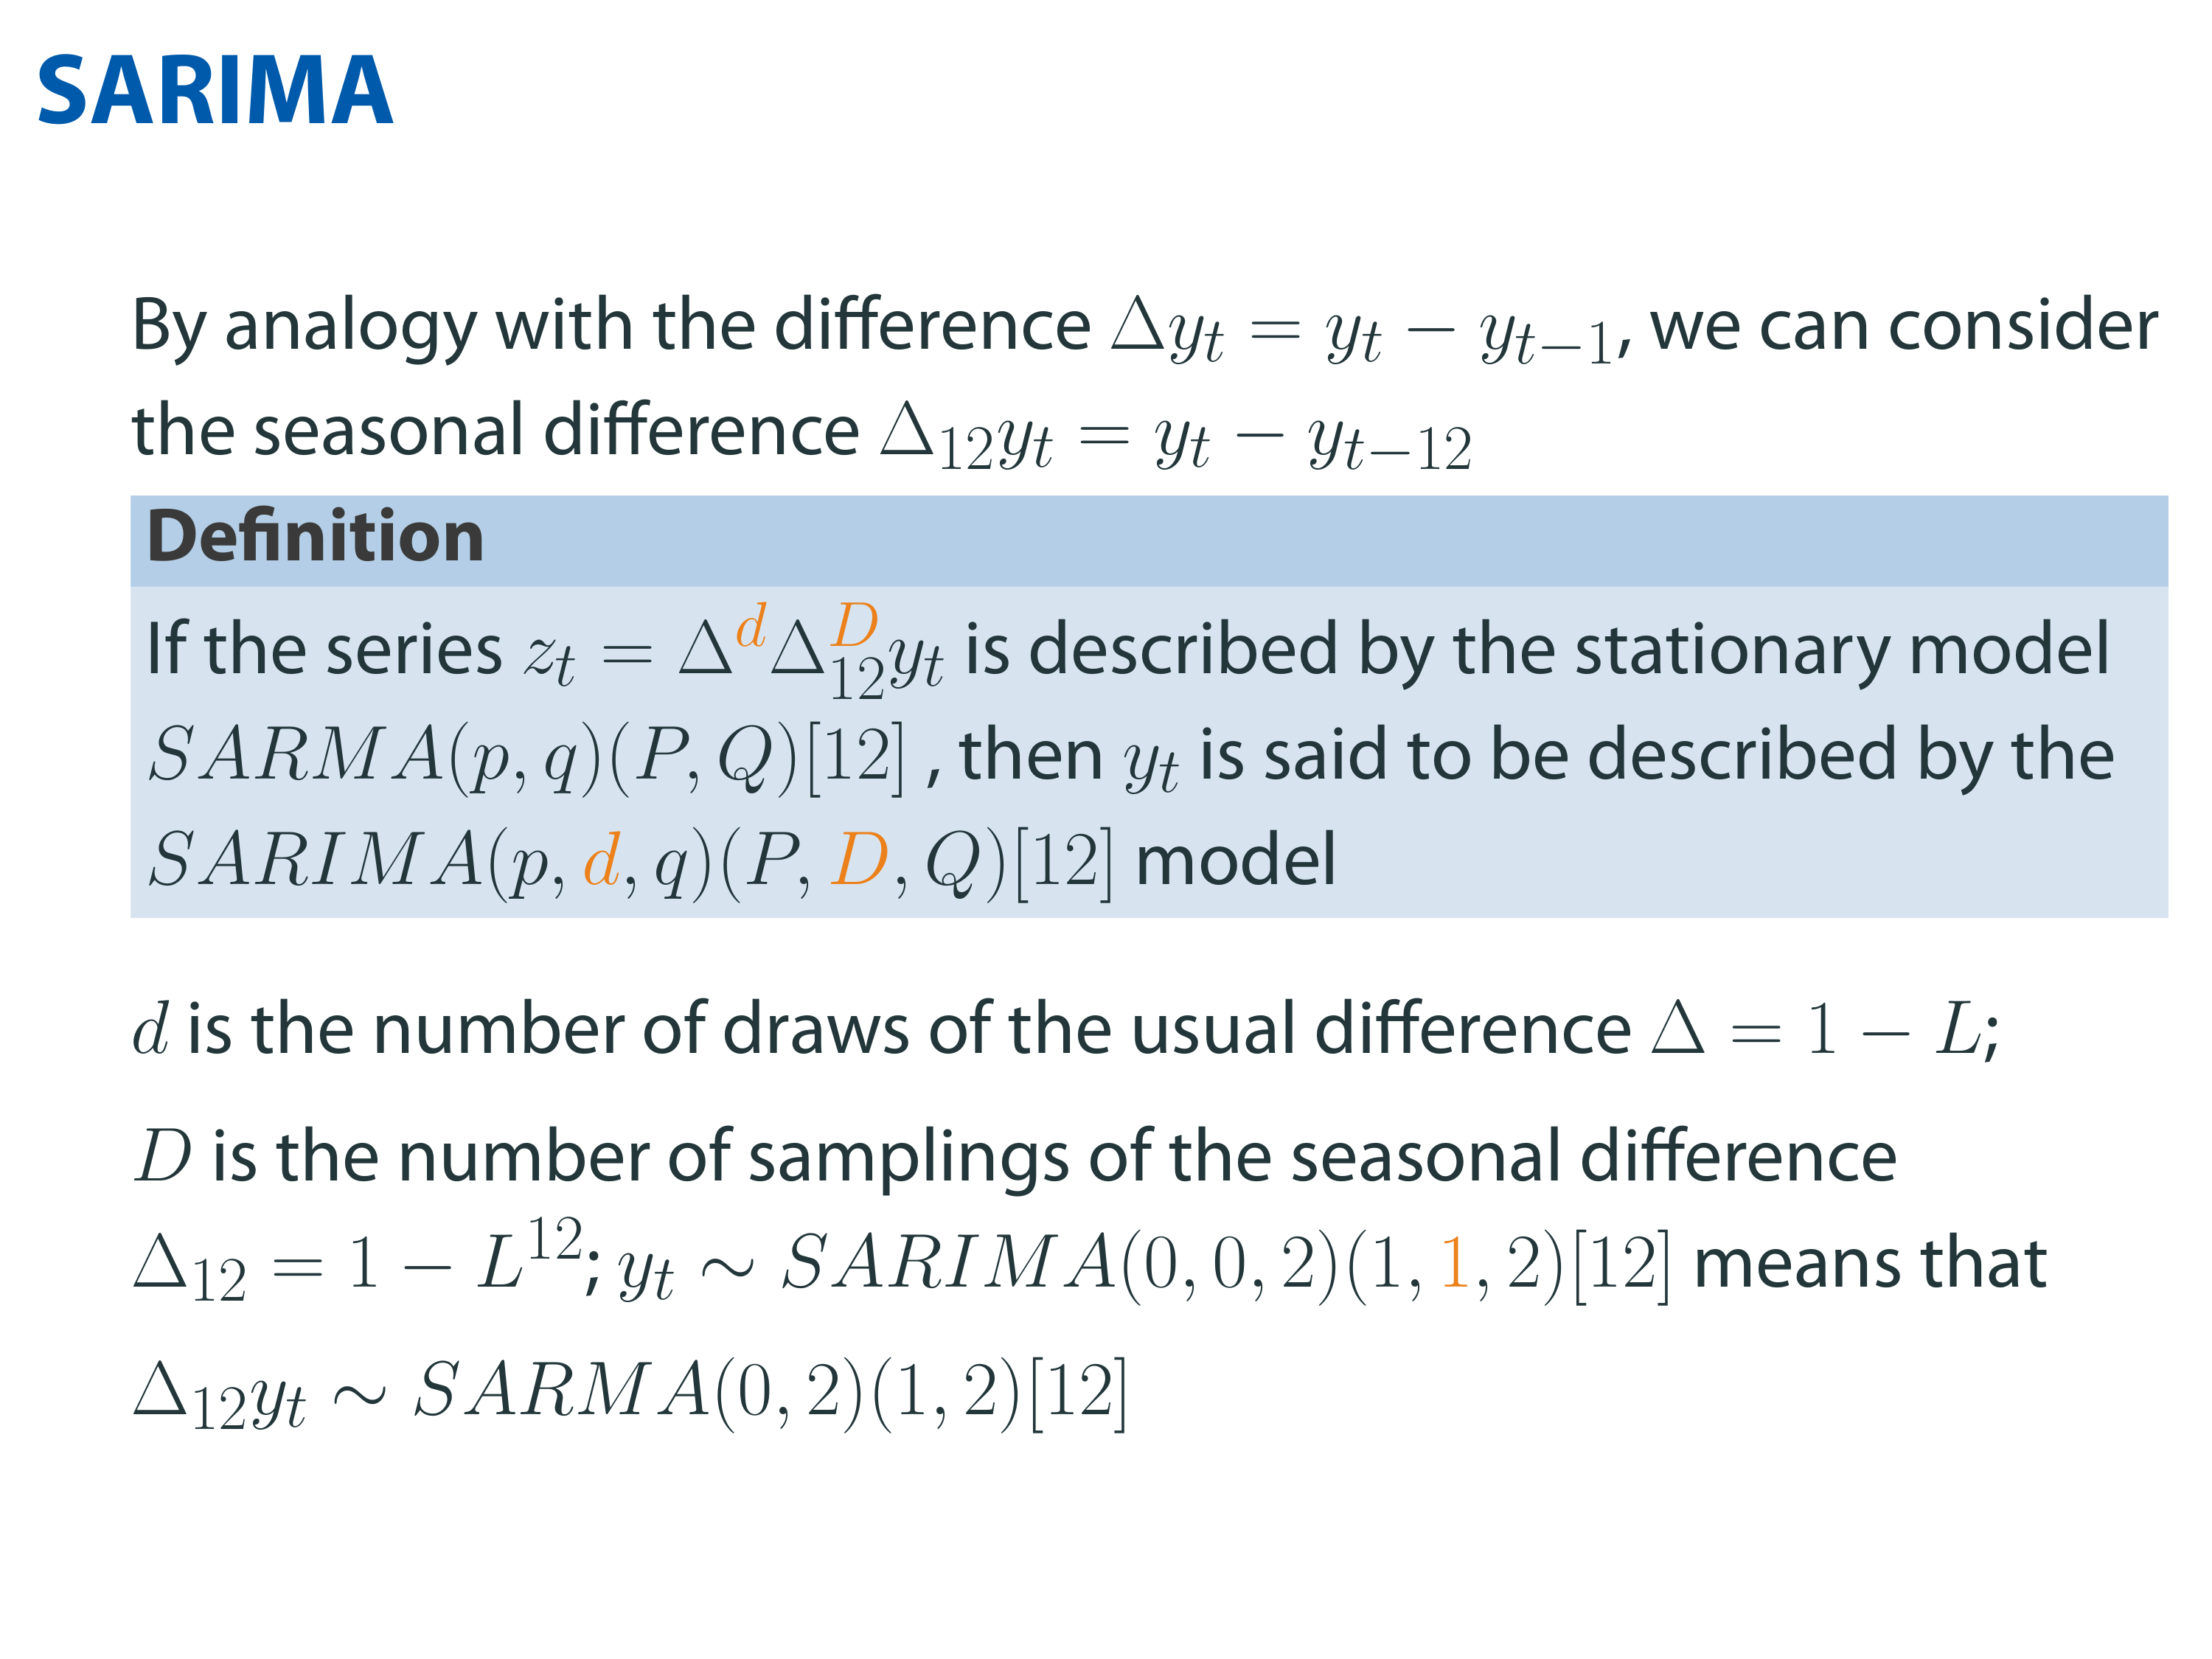 SARIMA
By analogy with the difference Δy_t = y_t − y_{t−1}, we can consider
the seasonal difference Δ_{12}y_t = y_t − y_{t−12}
Definition
If the series z_t = Δ^d Δ_{12}^D y_t is described by the stationary model
SARMA(p, q)(P, Q)[12] , then y_t is said to be described by the
SARIMA(p, d, q)(P, D, Q)[12] model
d is the number of draws of the usual difference Δ = 1 − L;
D is the number of samplings of the seasonal difference
Δ_{12} = 1 − L^{12}; y_t ∼ SARIMA(0, 0, 2)(1, 1, 2)[12] means that
Δ_{12}y_t ∼ SARMA(0, 2)(1, 2)[12]